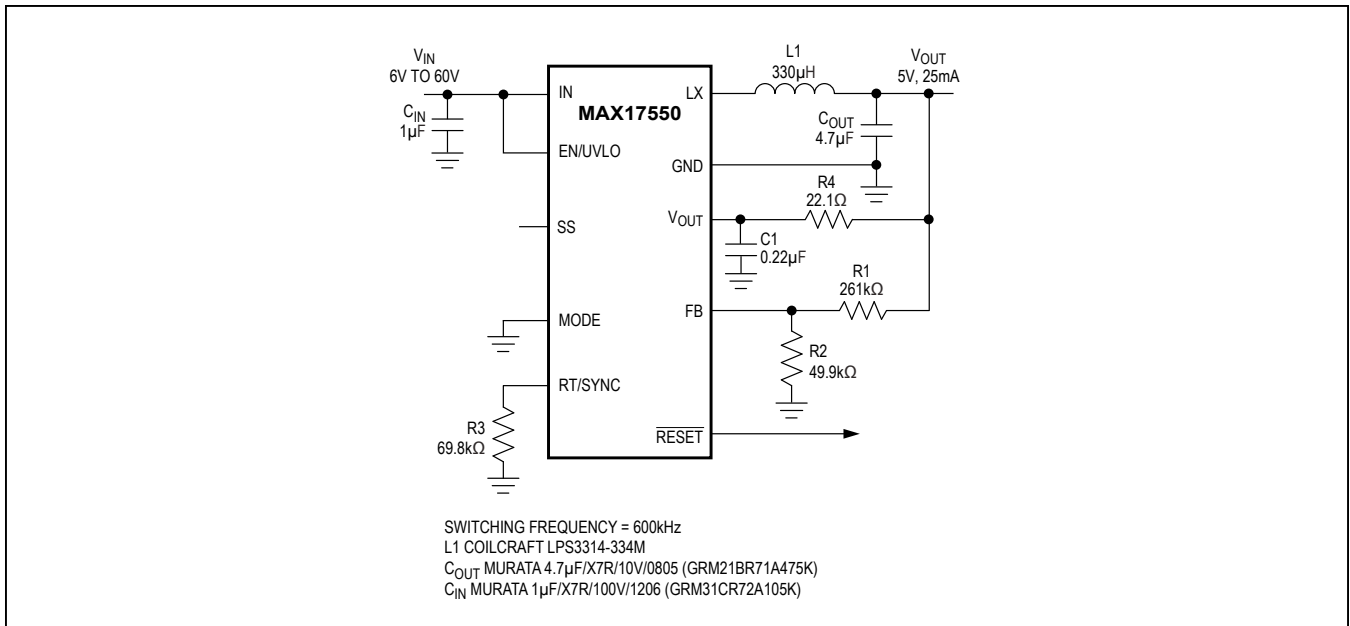 VIN
6V TO 60V
CIN
1µF
IN
EN/UVLO
SS
MODE
RT/SYNC
R3
69.8kΩ
MAX17550
LX
GND
VOUT
FB
RESET
L1
330µH
VOUT
5V, 25mA
COUT
4.7µF
R4
22.1Ω
C1
0.22µF
R1
261kΩ
R2
49.9kΩ
SWITCHING FREQUENCY = 600kHz
L1 COILCRAFT LPS3314-334M
COUT MURATA 4.7µF/X7R/10V/0805 (GRM21BR71A475K)
CIN MURATA 1µF/X7R/100V/1206 (GRM31CR72A105K)